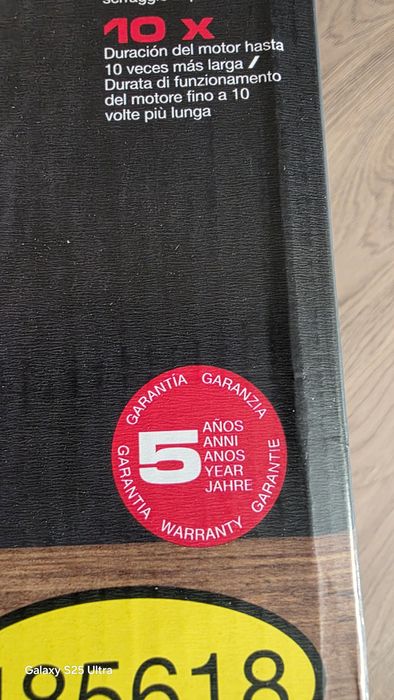 10 x
Duración del motor hasta
10 veces más larga /
Durata di funzionamento
del motore fino a 10
volte più lunga
GARANTÍA GARANZIA
5
AÑOS
ANNI
ANOS
YEAR
JAHRE
GARANTIA WARRANTY GARANTIE
185618
Galaxy S25 Ultra